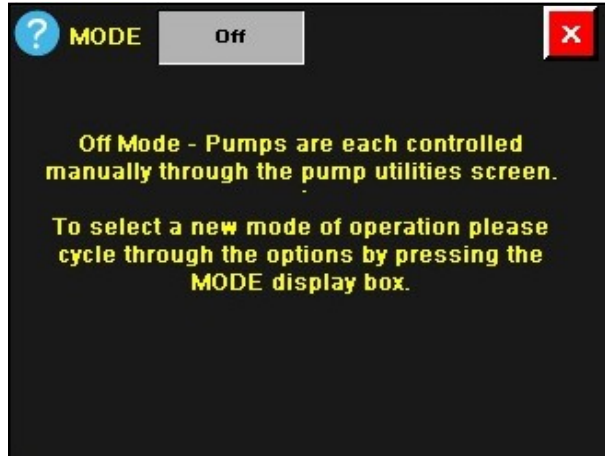 ? MODE Off X
Off Mode - Pumps are each controlled
manually through the pump utilities screen.
To select a new mode of operation please
cycle through the options by pressing the
MODE display box.